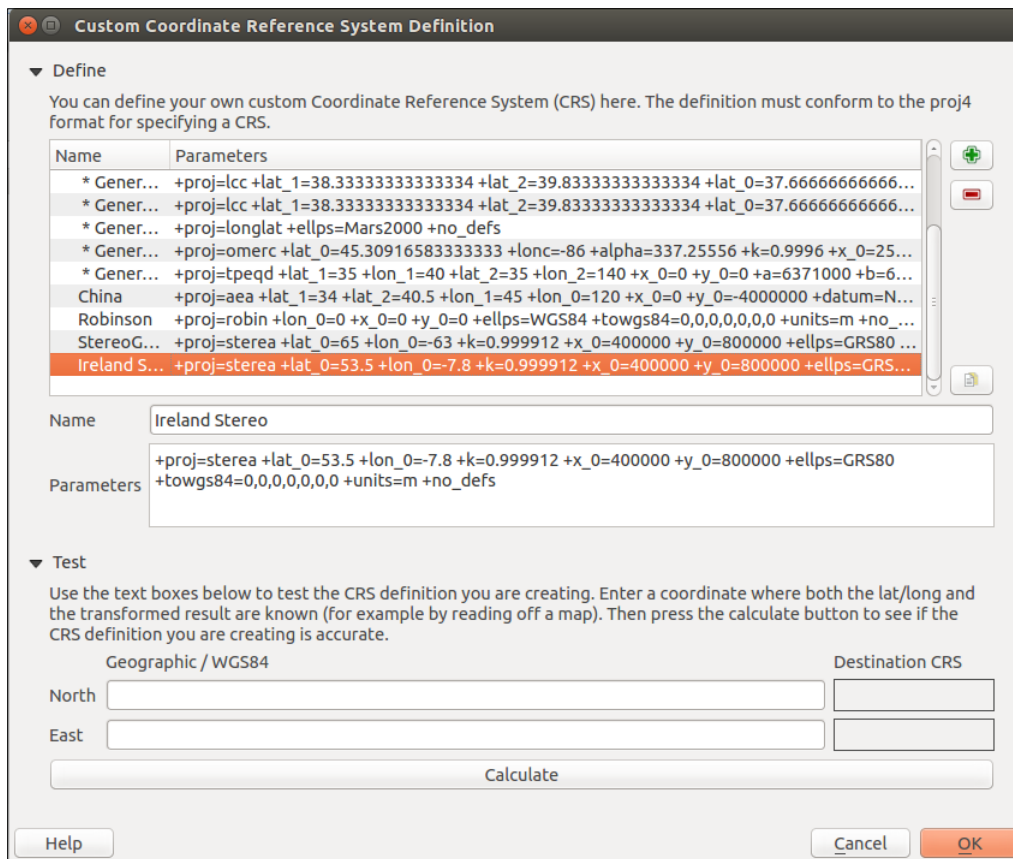 Custom Coordinate Reference System Definition
Define
You can define your own custom Coordinate Reference System (CRS) here. The definition must conform to the proj4
format for specifying a CRS.
Name Parameters
* Gener... +proj=lcc +lat_1=38.33333333333334 +lat_2=39.83333333333334 +lat_0=37.66666666666...
* Gener... +proj=lcc +lat_1=38.33333333333334 +lat_2=39.83333333333334 +lat_0=37.66666666666...
* Gener... +proj=longlat +ellps=Mars2000 +no_defs
* Gener... +proj=omerc +lat_0=45.30916583333333 +lonc=-86 +alpha=337.25556 +k=0.9996 +x_0=25...
* Gener... +proj=tpeqd +lat_1=35 +lon_1=40 +lat_2=35 +lon_2=140 +x_0=0 +y_0=0 +a=6371000 +b=6...
China +proj=aea +lat_1=34 +lat_2=40.5 +lon_1=45 +lon_0=120 +x_0=0 +y_0=-4000000 +datum=N...
Robinson +proj=robin +lon_0=0 +x_0=0 +y_0=0 +ellps=WGS84 +towgs84=0,0,0,0,0,0,0 +units=m +no_...
StereoG... +proj=sterea +lat_0=65 +lon_0=-63 +k=0.999912 +x_0=400000 +y_0=800000 +ellps=GRS80 ...
Ireland S... +proj=sterea +lat_0=53.5 +lon_0=-7.8 +k=0.999912 +x_0=400000 +y_0=800000 +ellps=GRS...
Name Ireland Stereo
+proj=sterea +lat_0=53.5 +lon_0=-7.8 +k=0.999912 +x_0=400000 +y_0=800000 +ellps=GRS80
Parameters +towgs84=0,0,0,0,0,0,0 +units=m +no_defs
Test
Use the text boxes below to test the CRS definition you are creating. Enter a coordinate where both the lat/long and
the transformed result are known (for example by reading off a map). Then press the calculate button to see if the
CRS definition you are creating is accurate.
Geographic / WGS84 Destination CRS
North
East
Calculate
Help Cancel OK